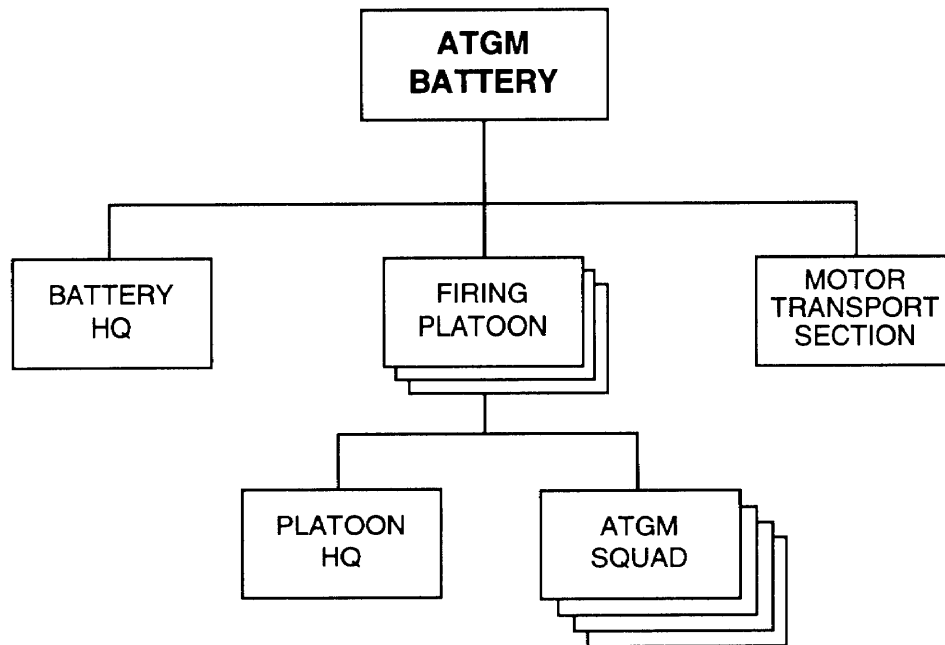 ATGM
BATTERY
BATTERY
HQ
FIRING
PLATOON
MOTOR
TRANSPORT
SECTION
PLATOON
HQ
ATGM
SQUAD